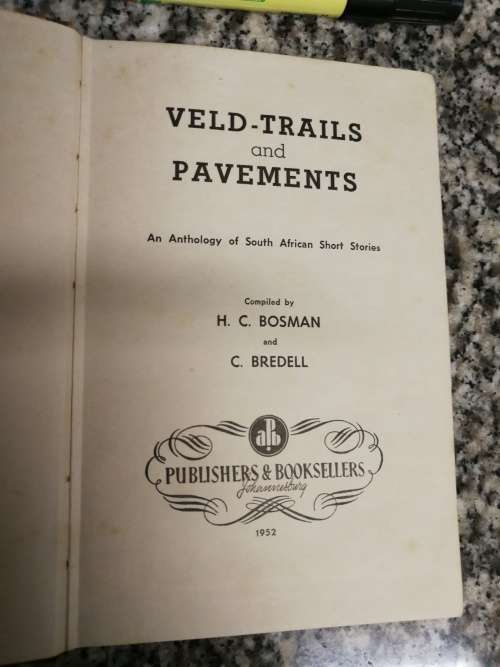 VELD-TRAILS
and
PAVEMENTS
An Anthology of South African Short Stories
Compiled by
H. C. BOSMAN
and
C. BREDELL
apb
PUBLISHERS & BOOKSELLERS
Johannesburg
1952